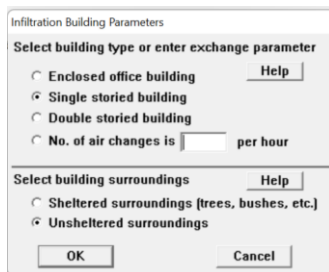 Infiltration Building Parameters
Select building type or enter exchange parameter
Enclosed office building
Help
Single storied building
Double storied building
No. of air changes is per hour
Select building surroundings
Help
Sheltered surroundings (trees, bushes, etc.)
Unsheltered surroundings
OK
Cancel